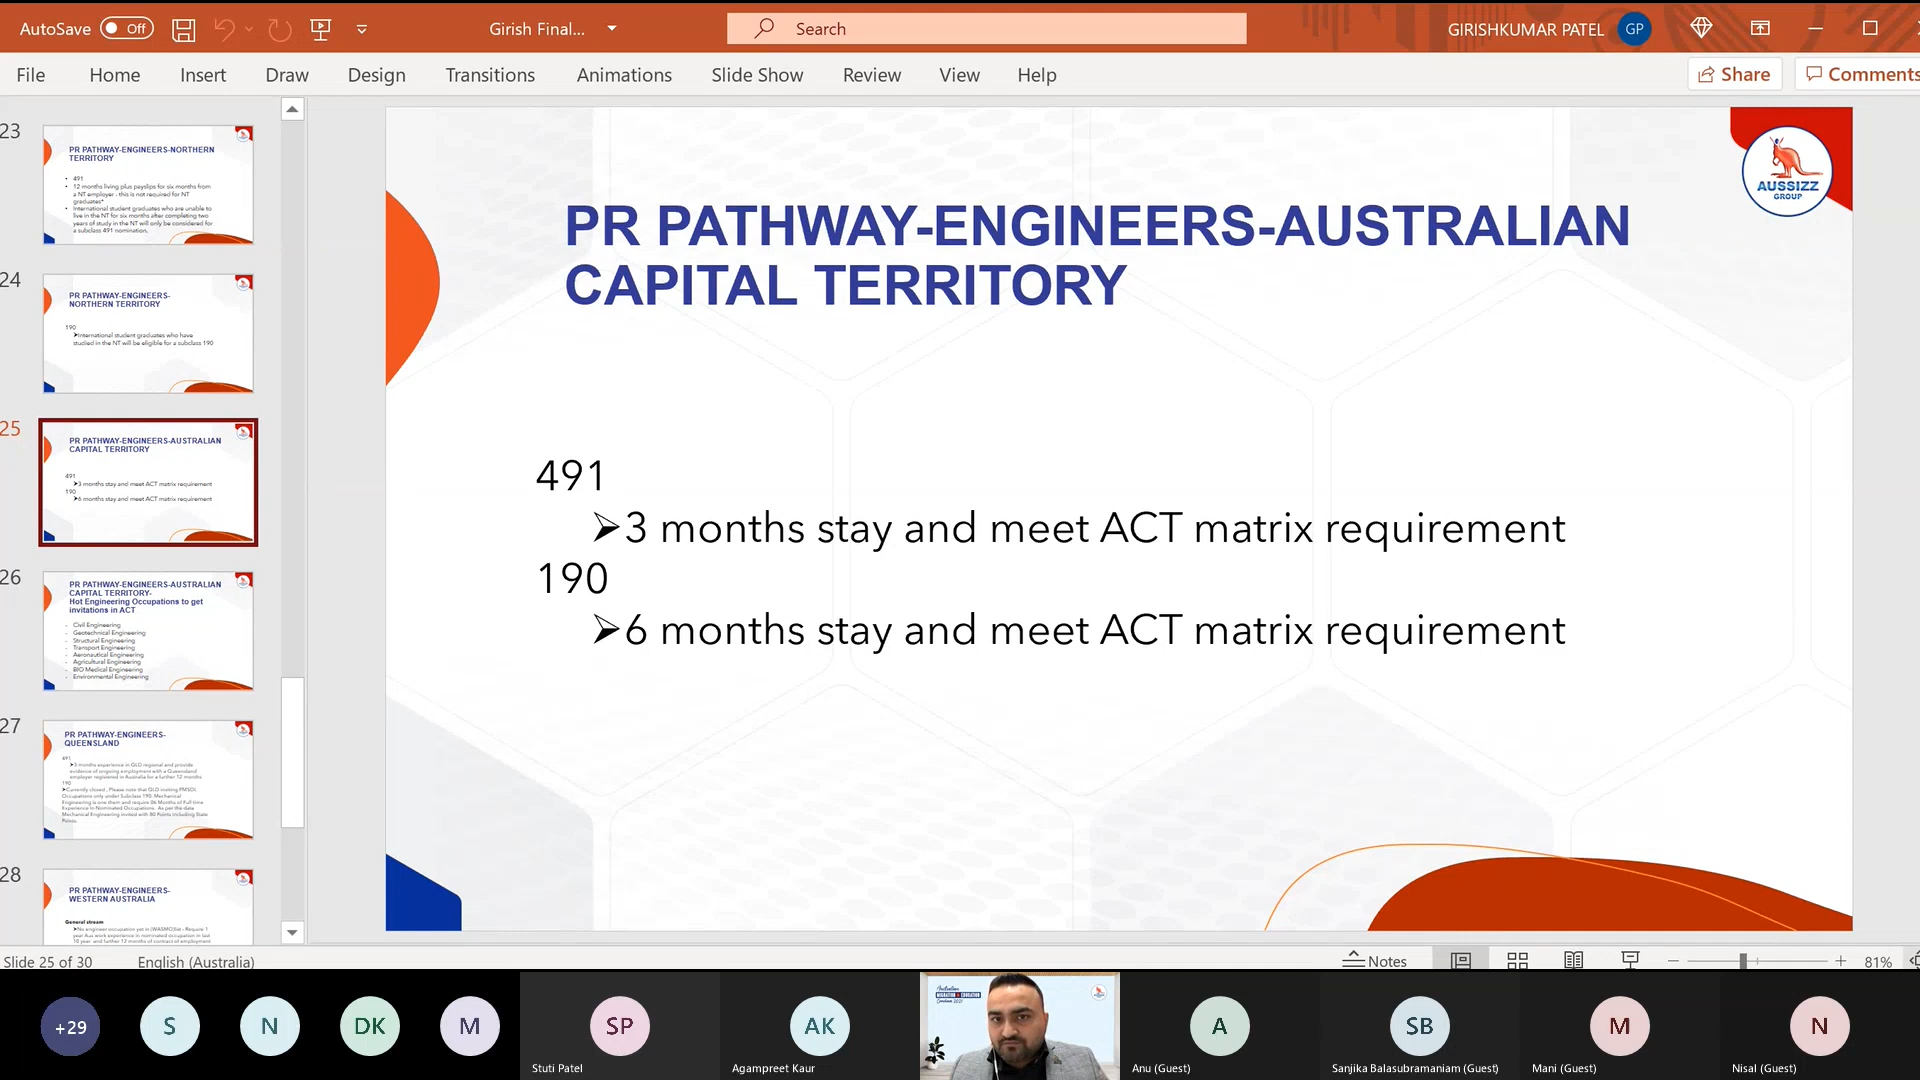 AutoSave Off
Girish Final...
Search
GIRISHKUMAR PATEL GP
File Home Insert Draw Design Transitions Animations Slide Show Review View Help
Share Comments
23
PR PATHWAY-ENGINEERS-NORTHERN
TERRITORY
• 491
• 12 months living plus payslips for six months from
a NT employer - this is not required for NT
graduates*
• International student graduates who are unable to
live in the NT for six months after completing two
years of study in the NT will only be considered for
a subclass 491 nomination.
24
PR PATHWAY-ENGINEERS-
NORTHERN TERRITORY
190
➤International student graduates who have
studied in the NT will be eligible for a subclass 190
25
PR PATHWAY-ENGINEERS-AUSTRALIAN
CAPITAL TERRITORY
491
➤3 months stay and meet ACT matrix requirement
190
➤6 months stay and meet ACT matrix requirement
26
PR PATHWAY-ENGINEERS-AUSTRALIAN
CAPITAL TERRITORY-
Hot Engineering Occupations to get
invitations in ACT
- Civil Engineering
- Geotechnical Engineering
- Structural Engineering
- Transport Engineering
- Aeronautical Engineering
- Agricultural Engineering
- BIO Medical Engineering
- Environmental Engineering
27
PR PATHWAY-ENGINEERS-
QUEENSLAND
491
➤3 months experience in QLD regional and provide
evidence of ongoing employment with a Queensland
employer registered in Australia for a further 12 months
190
➤Currently closed , Please note that QLD inviting PMSOL
Occupations only under Subclass 190. Mechanical
Engineering is one them and require 06 Months of Full time
Experience in Nominated Occupations. As per the data
Mechanical Engineering invited with 80 Points including State
Points.
28
PR PATHWAY-ENGINEERS-
WESTERN AUSTRALIA
General stream
➤No engineer occupation yet in (WASMOL)list - Require 1
year Aus work experience in nominated occupation in last
10 year and further 12 months of contract of employment
PR PATHWAY-ENGINEERS-AUSTRALIAN
CAPITAL TERRITORY
AUSSIZZ
GROUP
491
➤3 months stay and meet ACT matrix requirement
190
➤6 months stay and meet ACT matrix requirement
Slide 25 of 30 English (Australia)
Notes 81%
+29 S N DK M SP AK A SB M N
Stuti Patel Agampreet Kaur Anu (Guest) Sanjika Balasubramaniam (Guest) Mani (Guest) Nisal (Guest)